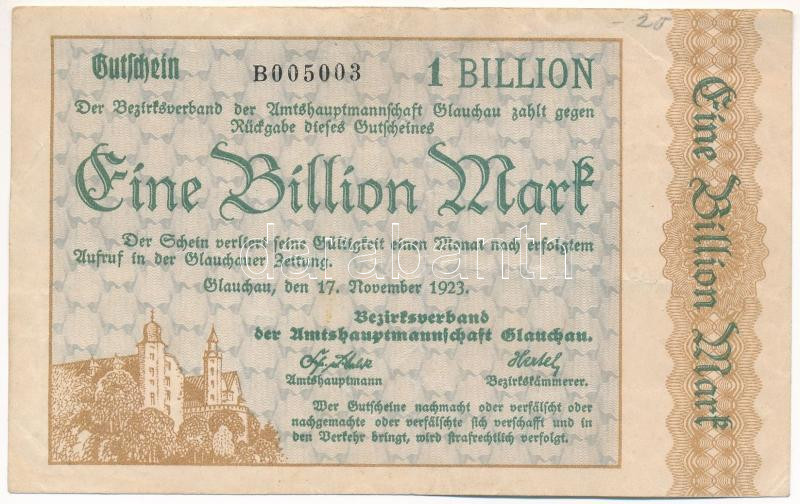 - 20
Gutschein B005003 1 BILLION
Der Bezirksverband der Amtshauptmannschaft Glauchau zahlt gegen
Rückgabe dieses Gutscheines
Eine Billion Mark
Der Schein verliert seine Gültigkeit einen Monat nach erfolgtem
Aufruf in der Glauchauer Zeitung.
Glauchau, den 17. November 1923.
Bezirksverband
der Amtshauptmannschaft Glauchau.
Hertel
Amtshauptmann Bezirkskämmerer.
Wer Gutscheine nachmacht oder verfälscht oder
nachgemachte oder verfälschte sich verschafft und in
den Verkehr bringt, wird strafrechtlich verfolgt.
Eine Billion Mark
darabanth